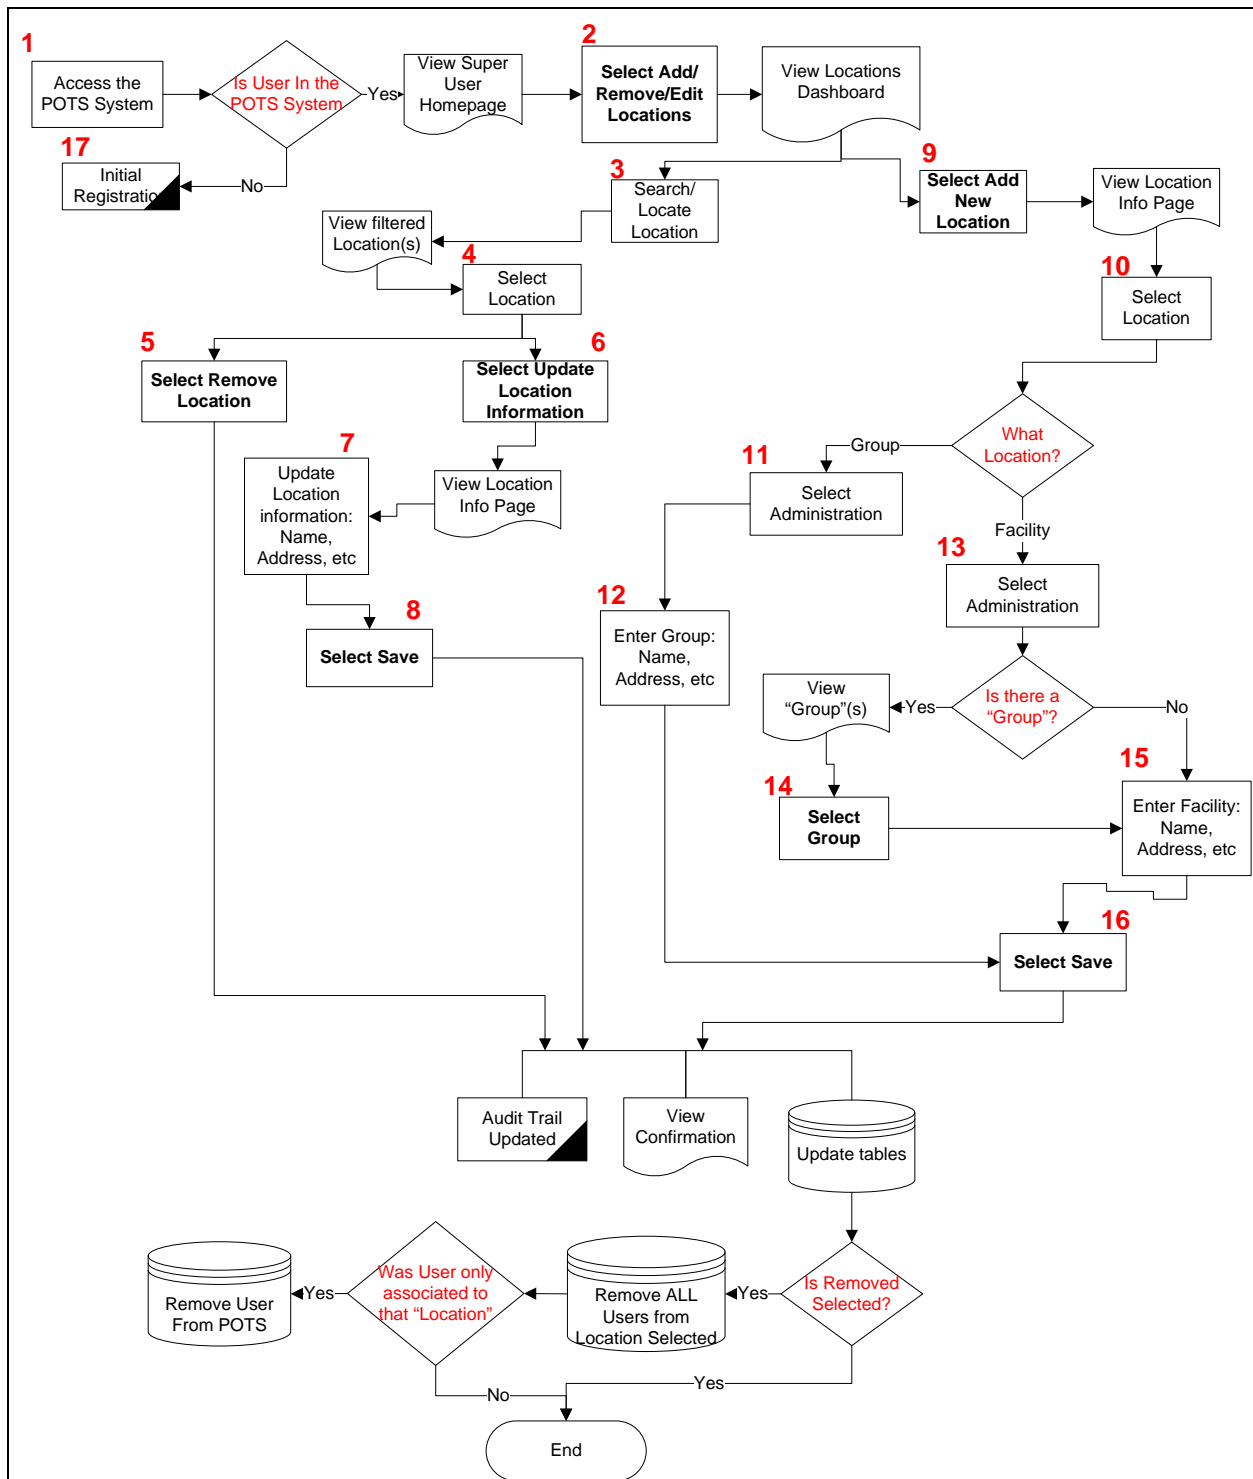 1
Access the
POTS System
Is User In the
POTS System
Yes
View Super
User
Homepage
2
Select Add/
Remove/Edit
Locations
View Locations
Dashboard
17
Initial
Registration
No
3
Search/
Locate
Location
9
Select Add
New
Location
View Location
Info Page
View filtered
Location(s)
4
Select
Location
10
Select
Location
5
Select Remove
Location
6
Select Update
Location
Information
What
Location?
Group
Facility
7
Update
Location
information:
Name,
Address, etc
View Location
Info Page
11
Select
Administration
13
Select
Administration
8
Select Save
12
Enter Group:
Name,
Address, etc
View
“Group”(s)
Yes
Is there a
“Group”?
No
14
Select
Group
15
Enter Facility:
Name,
Address, etc
16
Select Save
Audit Trail
Updated
View
Confirmation
Update tables
Remove User
From POTS
Yes
Was User only
associated to
that “Location”
Remove ALL
Users from
Location Selected
Yes
Is Removed
Selected?
No
Yes
End